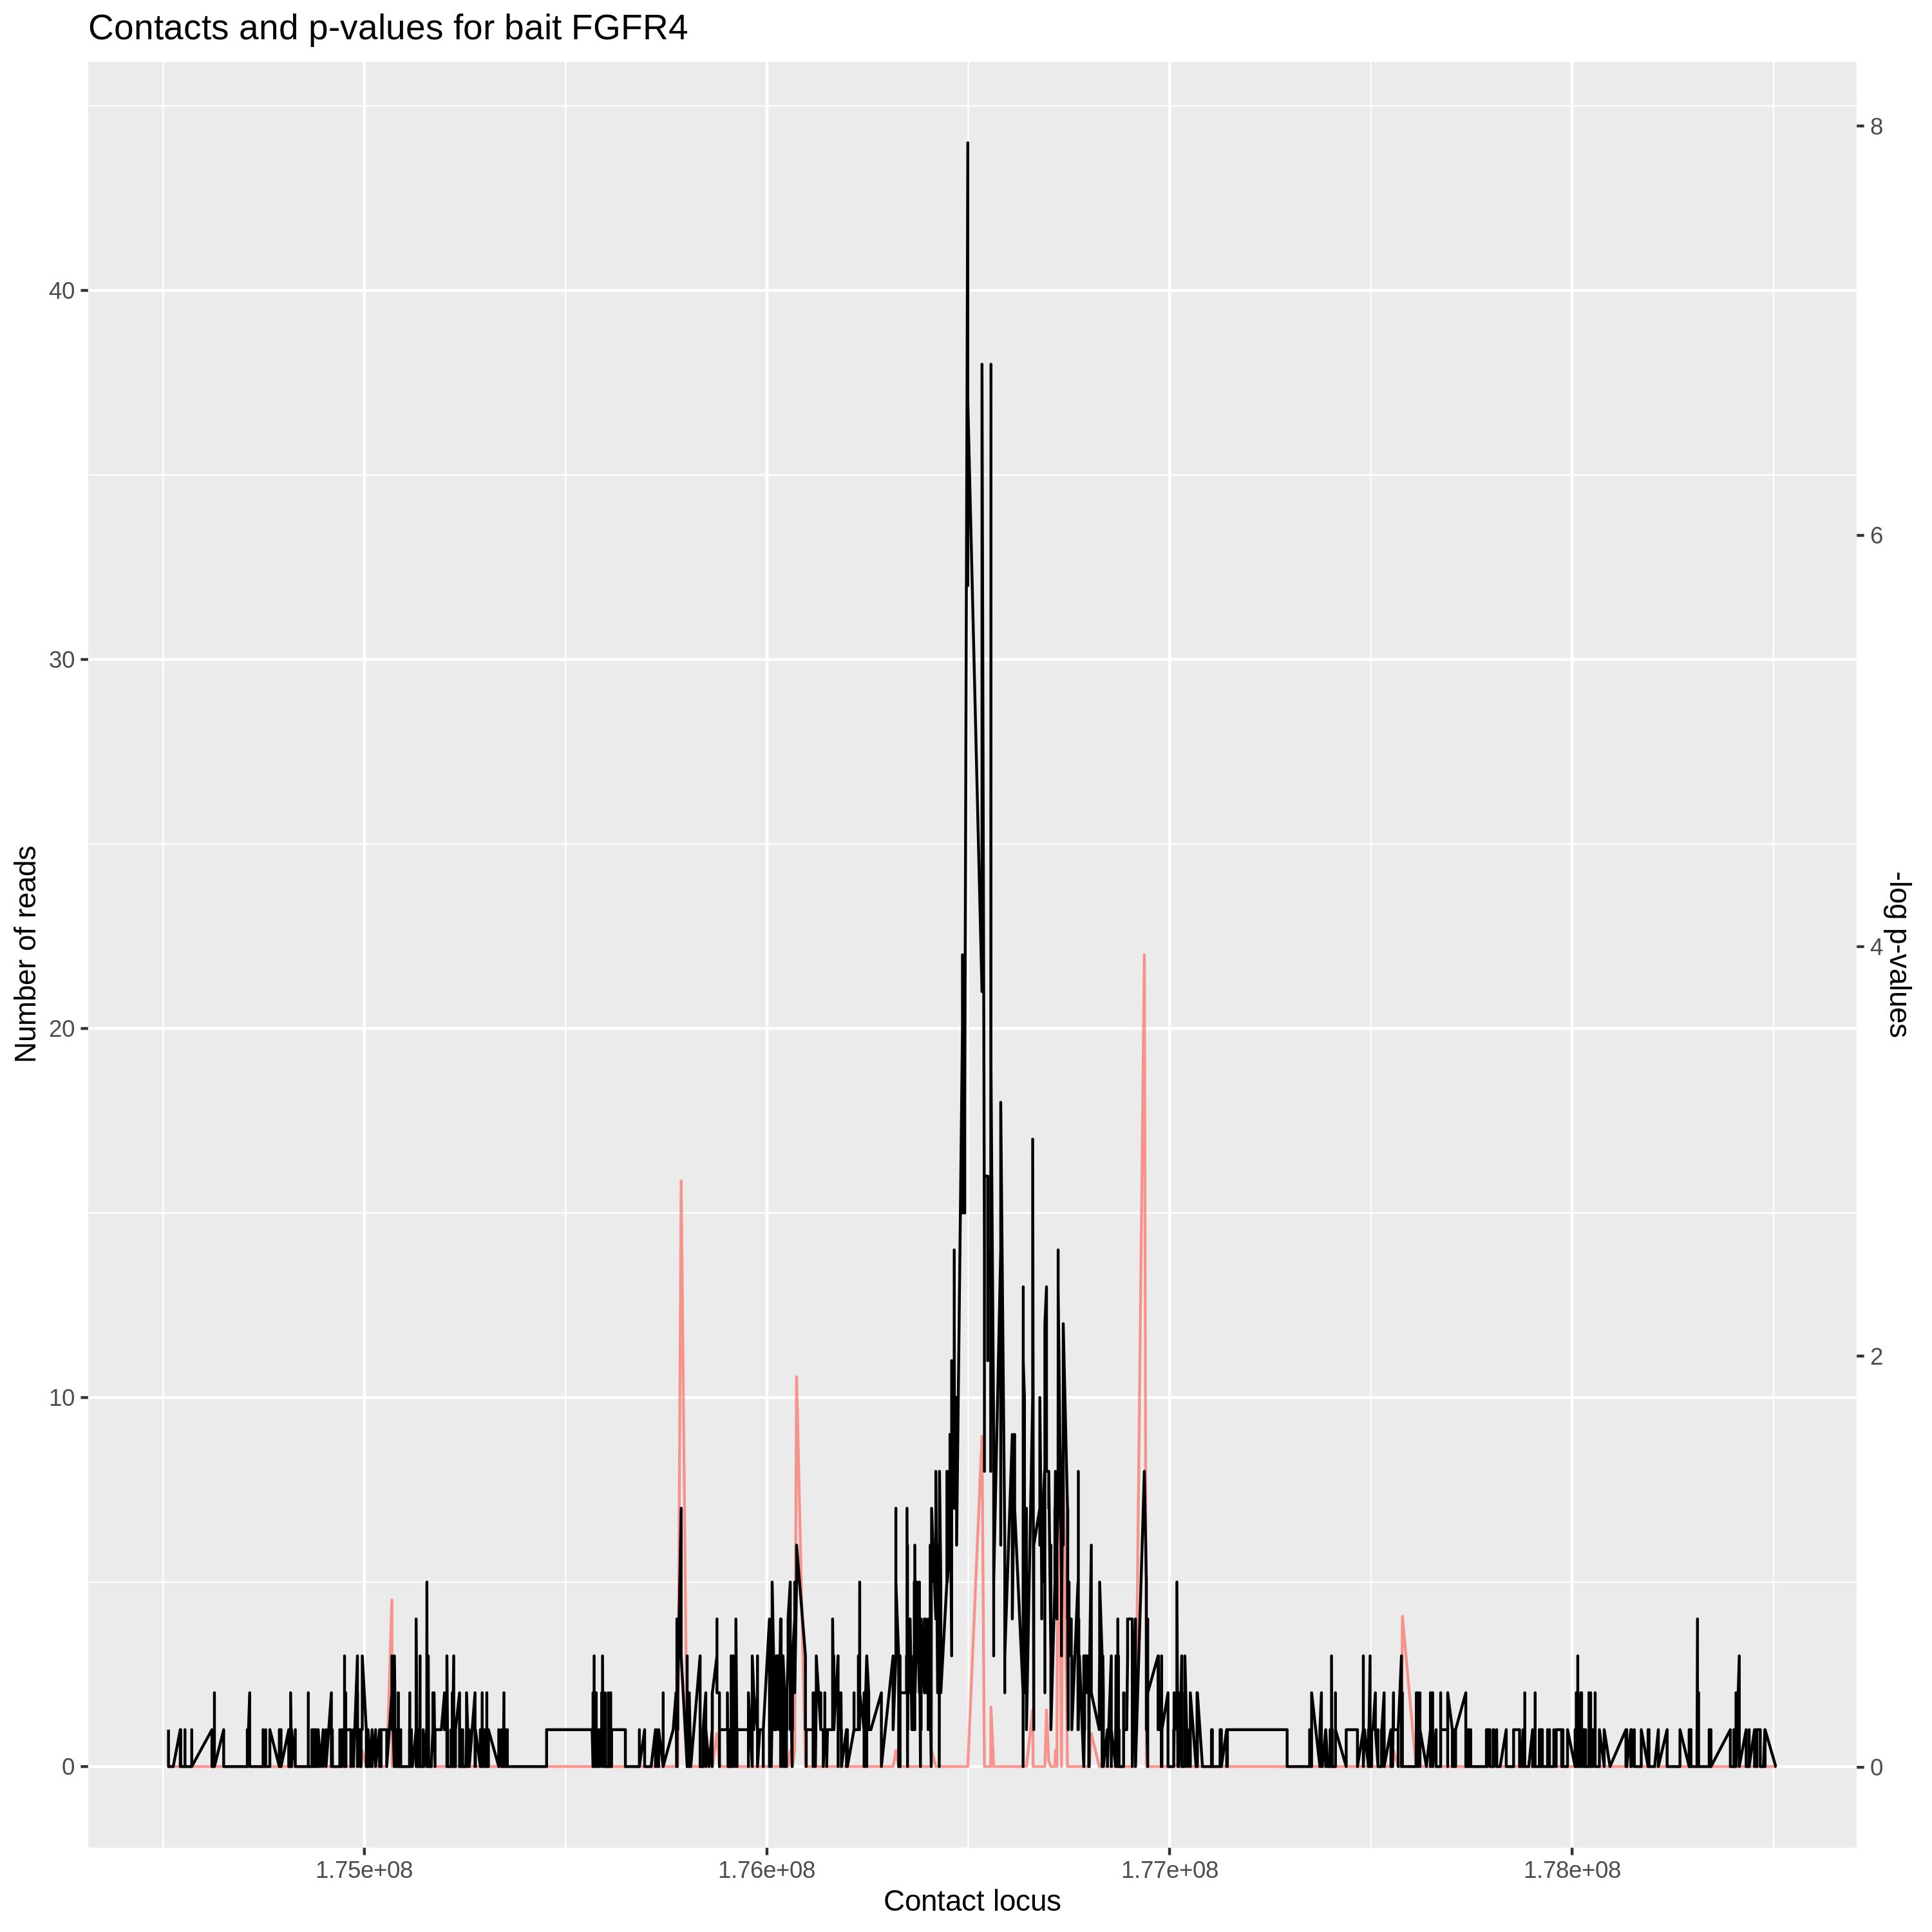 Contacts and p-values for bait FGFR4
Number of reads
40
30
20
10
0
8
6
4
2
0
-log p-values
1.75e+08 1.76e+08 1.77e+08 1.78e+08
Contact locus